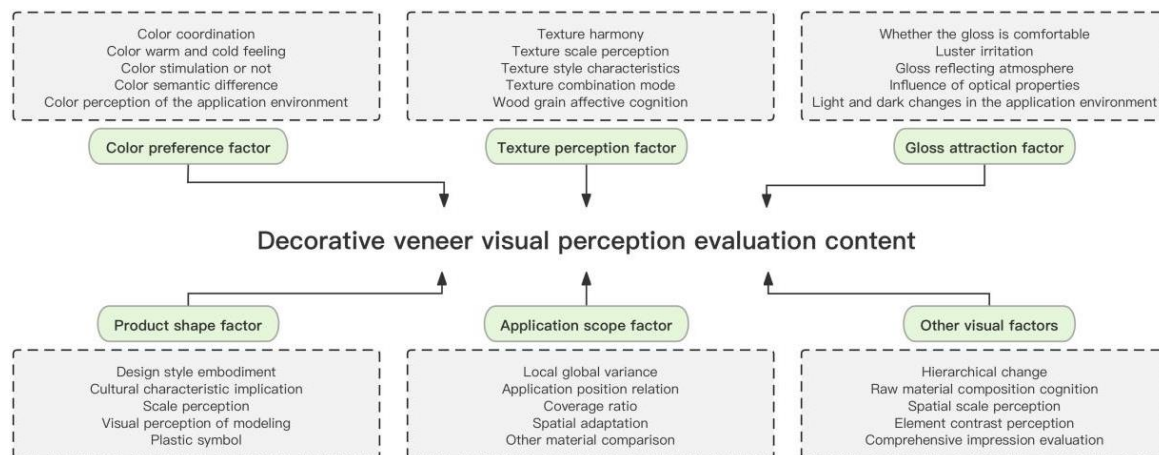 Color coordination
Color warm and cold feeling
Color stimulation or not
Color semantic difference
Color perception of the application environment
Color preference factor
Texture harmony
Texture scale perception
Texture style characteristics
Texture combination mode
Wood grain affective cognition
Texture perception factor
Whether the gloss is comfortable
Luster irritation
Gloss reflecting atmosphere
Influence of optical properties
Light and dark changes in the application environment
Gloss attraction factor
Decorative veneer visual perception evaluation content
Product shape factor
Design style embodiment
Cultural characteristic implication
Scale perception
Visual perception of modeling
Plastic symbol
Application scope factor
Local global variance
Application position relation
Coverage ratio
Spatial adaptation
Other material comparison
Other visual factors
Hierarchical change
Raw material composition cognition
Spatial scale perception
Element contrast perception
Comprehensive impression evaluation